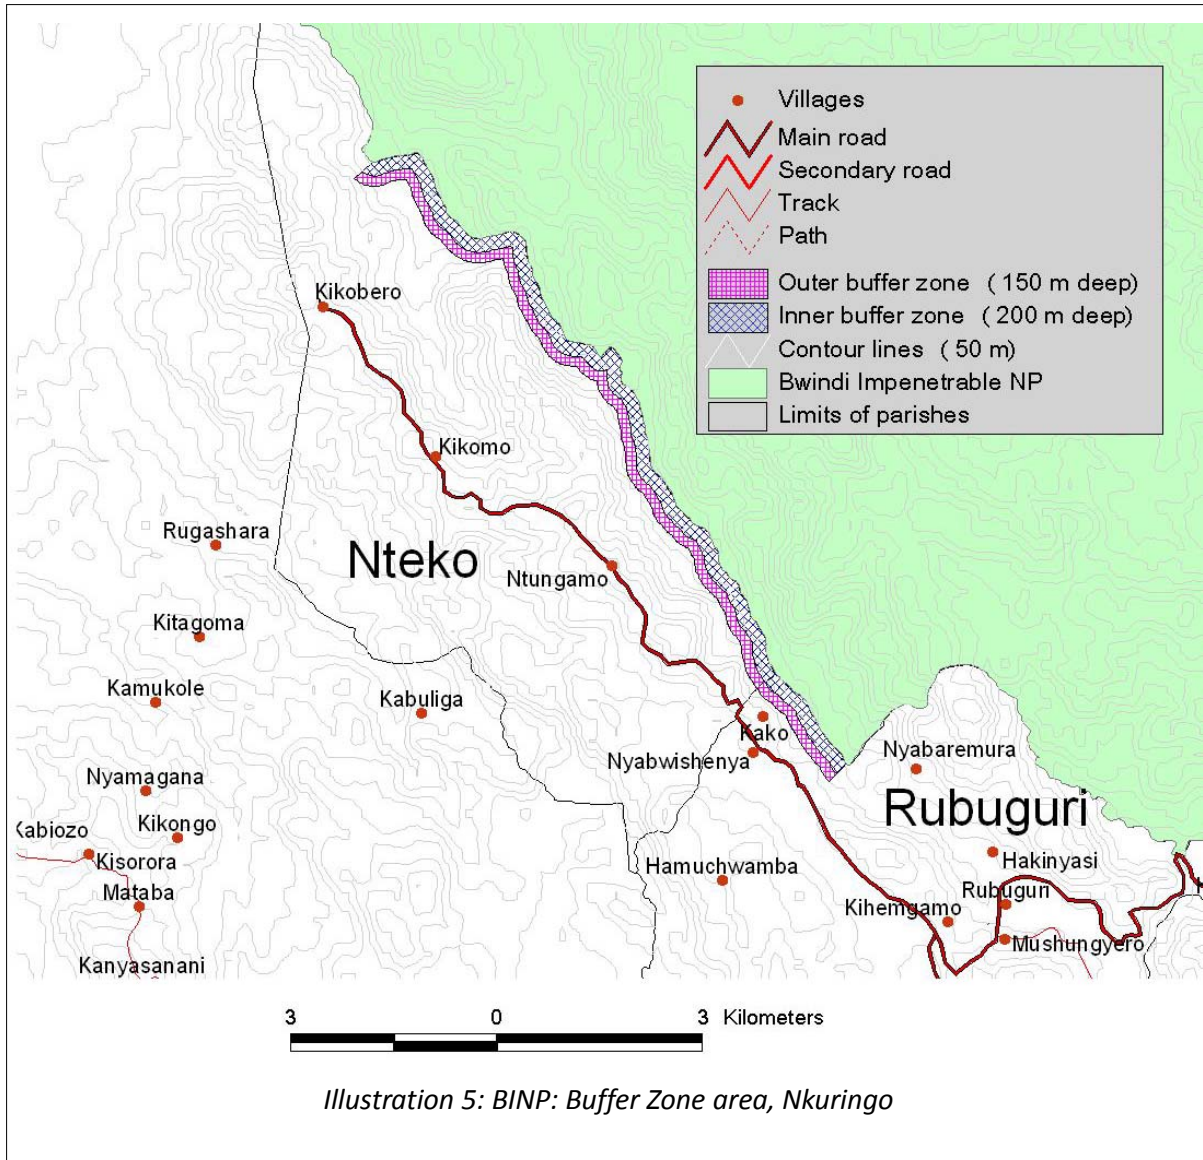 Villages
Main road
Secondary road
Track
Path
Outer buffer zone ( 150 m deep)
Inner buffer zone ( 200 m deep)
Contour lines ( 50 m)
Bwindi Impenetrable NP
Limits of parishes
Kikobero
Kikomo
Rugashara
Nteko
Ntungamo
Kitagoma
Kamukole
Kabuliga
Kako
Nyabwishenya
Nyabaremura
Nyamagana
Rubuguri
Kikongo
Kabiozo
Kisorora
Hamuchwamba
Hakinyasi
Mataba
Rubuguri
Kihemgamo
Mushungyero
Kanyasanani
3 0 3 Kilometers
Illustration 5: BINP: Buffer Zone area, Nkuringo